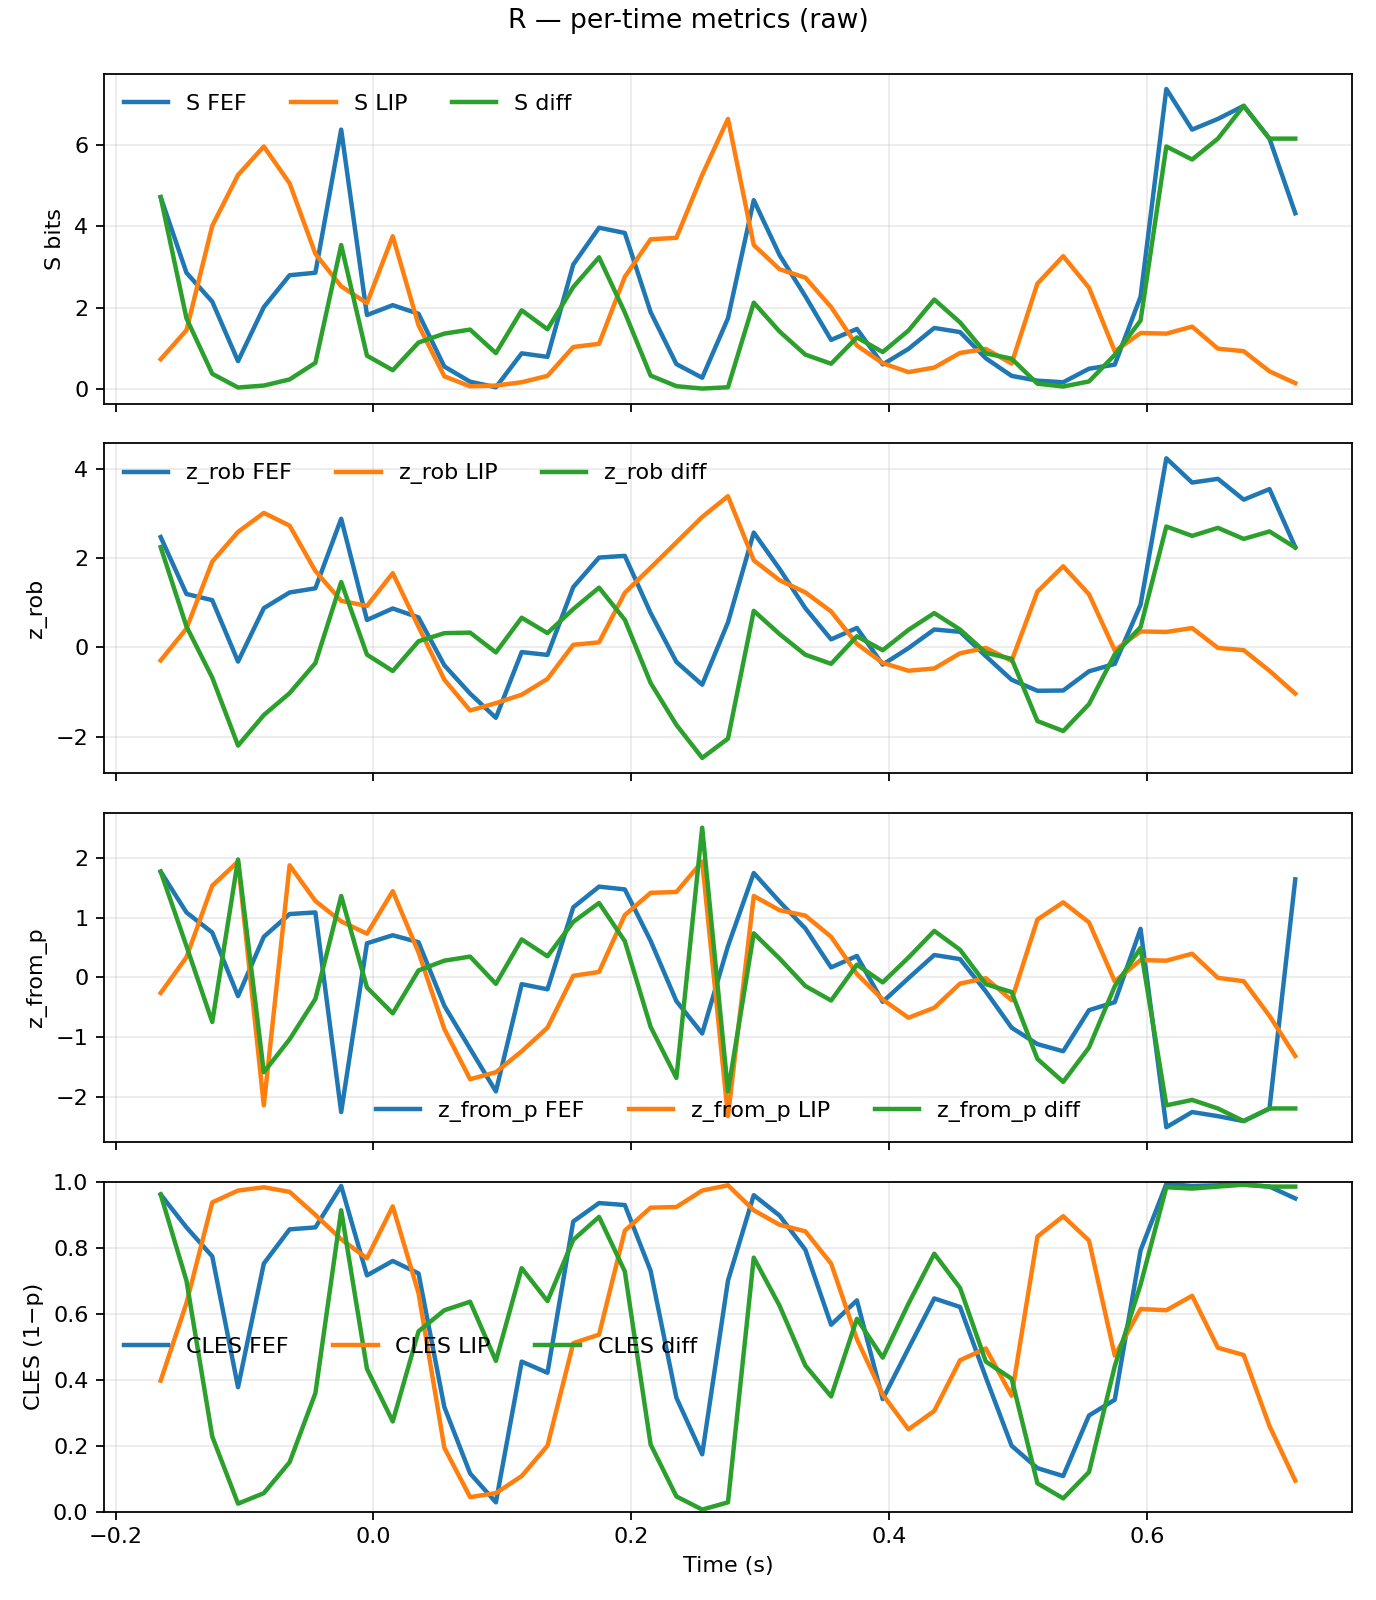 R — per-time metrics (raw)
S FEF S LIP S diff
6
4
2
0
S bits
z_rob FEF z_rob LIP z_rob diff
4
2
0
−2
z_rob
2
1
0
−1
−2
z_from_p
z_from_p FEF z_from_p LIP z_from_p diff
1.0
0.8
0.6
0.4
0.2
0.0
CLES (1−p)
CLES FEF CLES LIP CLES diff
−0.2 0.0 0.2 0.4 0.6
Time (s)